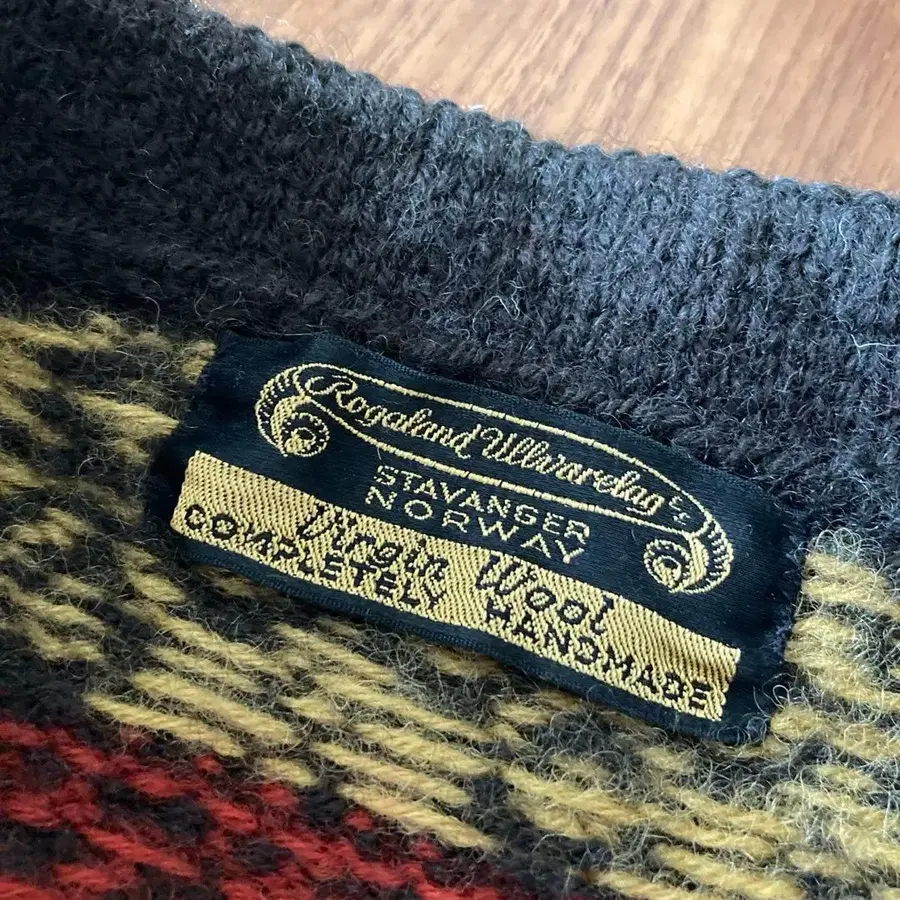 Rogaland Ullvarelag's
STAVANGER
NORWAY
Virgin Wool
COMPLETELY HANDMADE